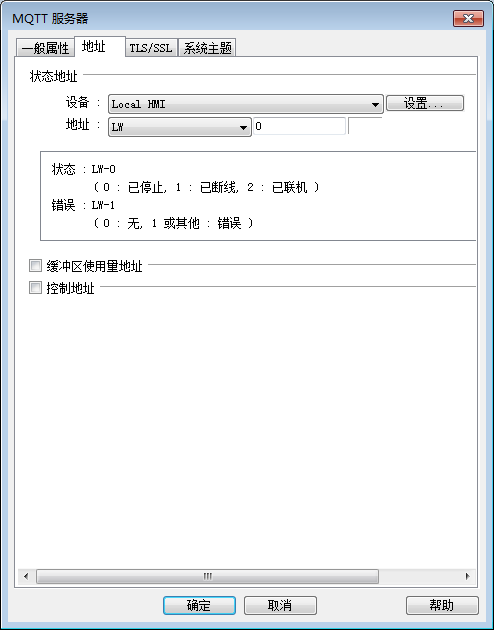 MQTT 服务器
一般属性 地址 TLS/SSL 系统主题
状态地址
设备 : Local HMI 设置...
地址 : LW 0
状态 : LW-0
( 0 : 已停止, 1 : 已断线, 2 : 已联机 )
错误 : LW-1
( 0 : 无, 1 或其他 : 错误 )
缓冲区使用量地址
控制地址
确定 取消 帮助